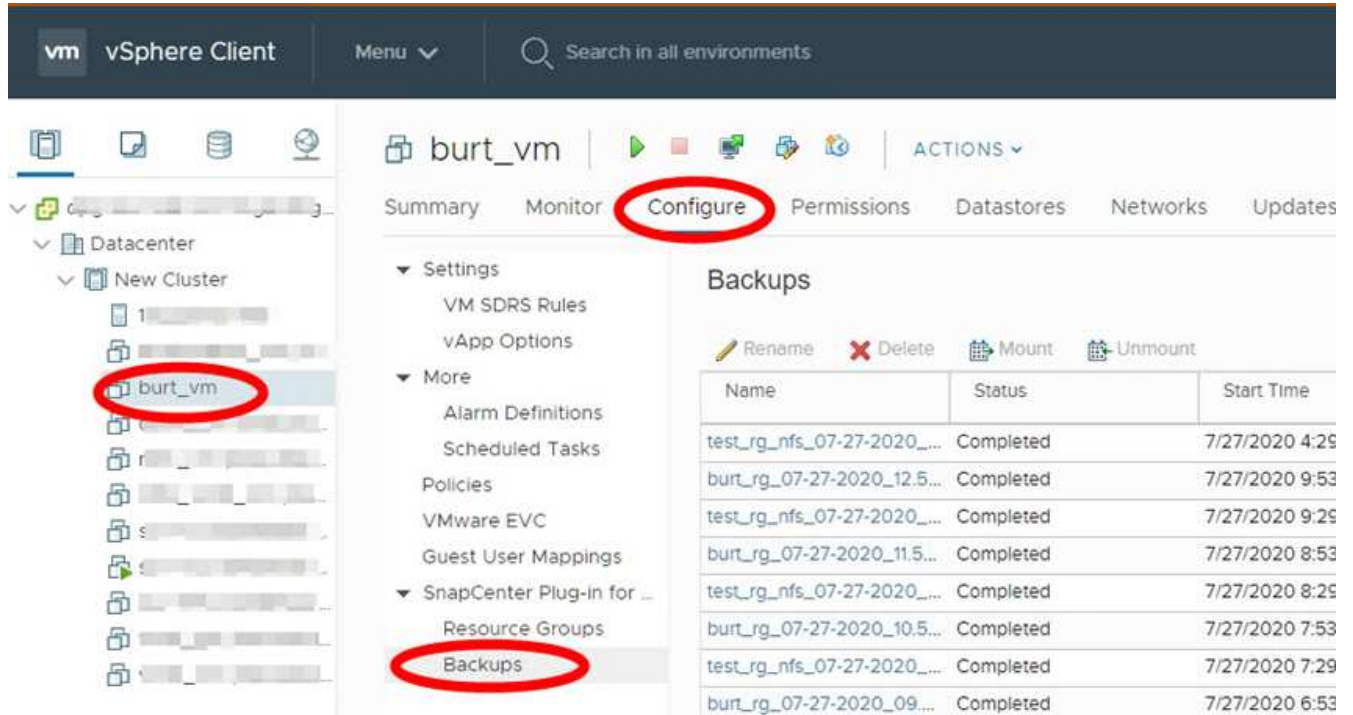 vm vSphere Client Menu Search in all environments
burt_vm ACTIONS
Summary Monitor Configure Permissions Datastores Networks Updates
Datacenter
New Cluster
burt_vm
Settings
VM SDRS Rules
vApp Options
More
Alarm Definitions
Scheduled Tasks
Policies
VMware EVC
Guest User Mappings
SnapCenter Plug-in for ...
Resource Groups
Backups
Backups
Rename Delete Mount Unmount
Name Status Start Time
test_rg_nfs_07-27-2020_... Completed 7/27/2020 4:29
burt_rg_07-27-2020_12.5... Completed 7/27/2020 9:53
test_rg_nfs_07-27-2020_... Completed 7/27/2020 9:29
burt_rg_07-27-2020_11.5... Completed 7/27/2020 8:53
test_rg_nfs_07-27-2020_... Completed 7/27/2020 8:29
burt_rg_07-27-2020_10.5... Completed 7/27/2020 7:53
test_rg_nfs_07-27-2020_... Completed 7/27/2020 7:29
burt_rg_07-27-2020_09.... Completed 7/27/2020 6:53